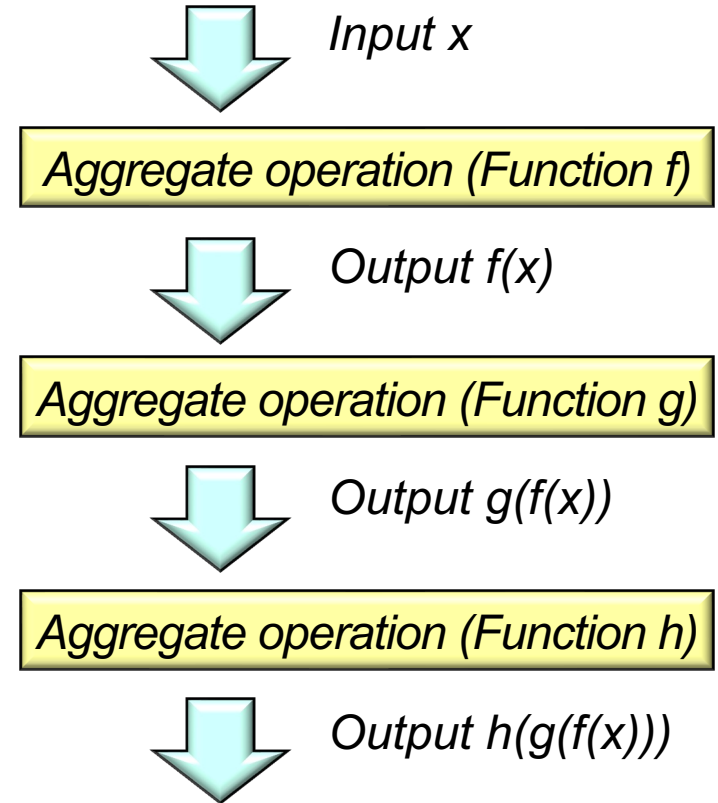 Input x
Aggregate operation (Function f)
Output f(x)
Aggregate operation (Function g)
Output g(f(x))
Aggregate operation (Function h)
Output h(g(f(x)))